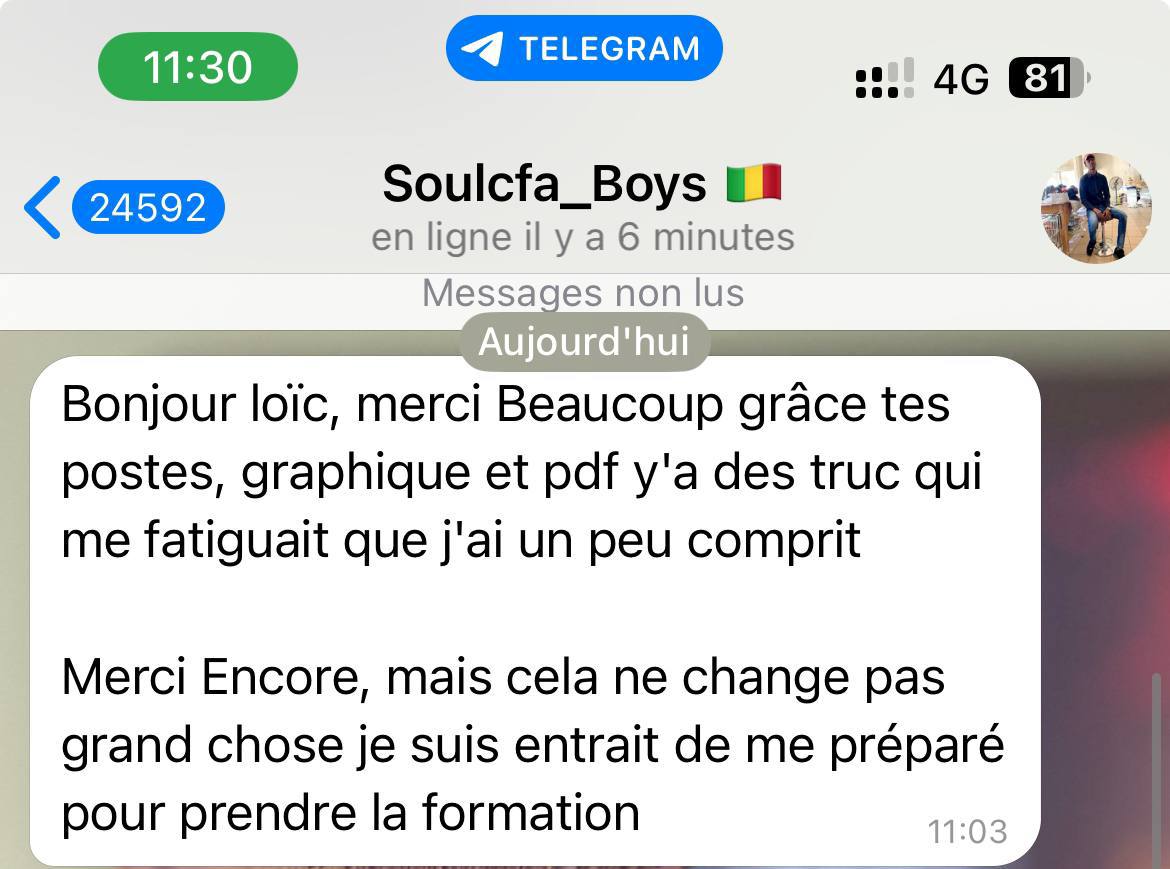 11:30
TELEGRAM
4G 81
24592
Soulcfa_Boys 🇲🇱
en ligne il y a 6 minutes
Messages non lus
Aujourd'hui
Bonjour loïc, merci Beaucoup grâce tes
postes, graphique et pdf y'a des truc qui
me fatiguait que j'ai un peu comprit
Merci Encore, mais cela ne change pas
grand chose je suis entrait de me préparé
pour prendre la formation
11:03